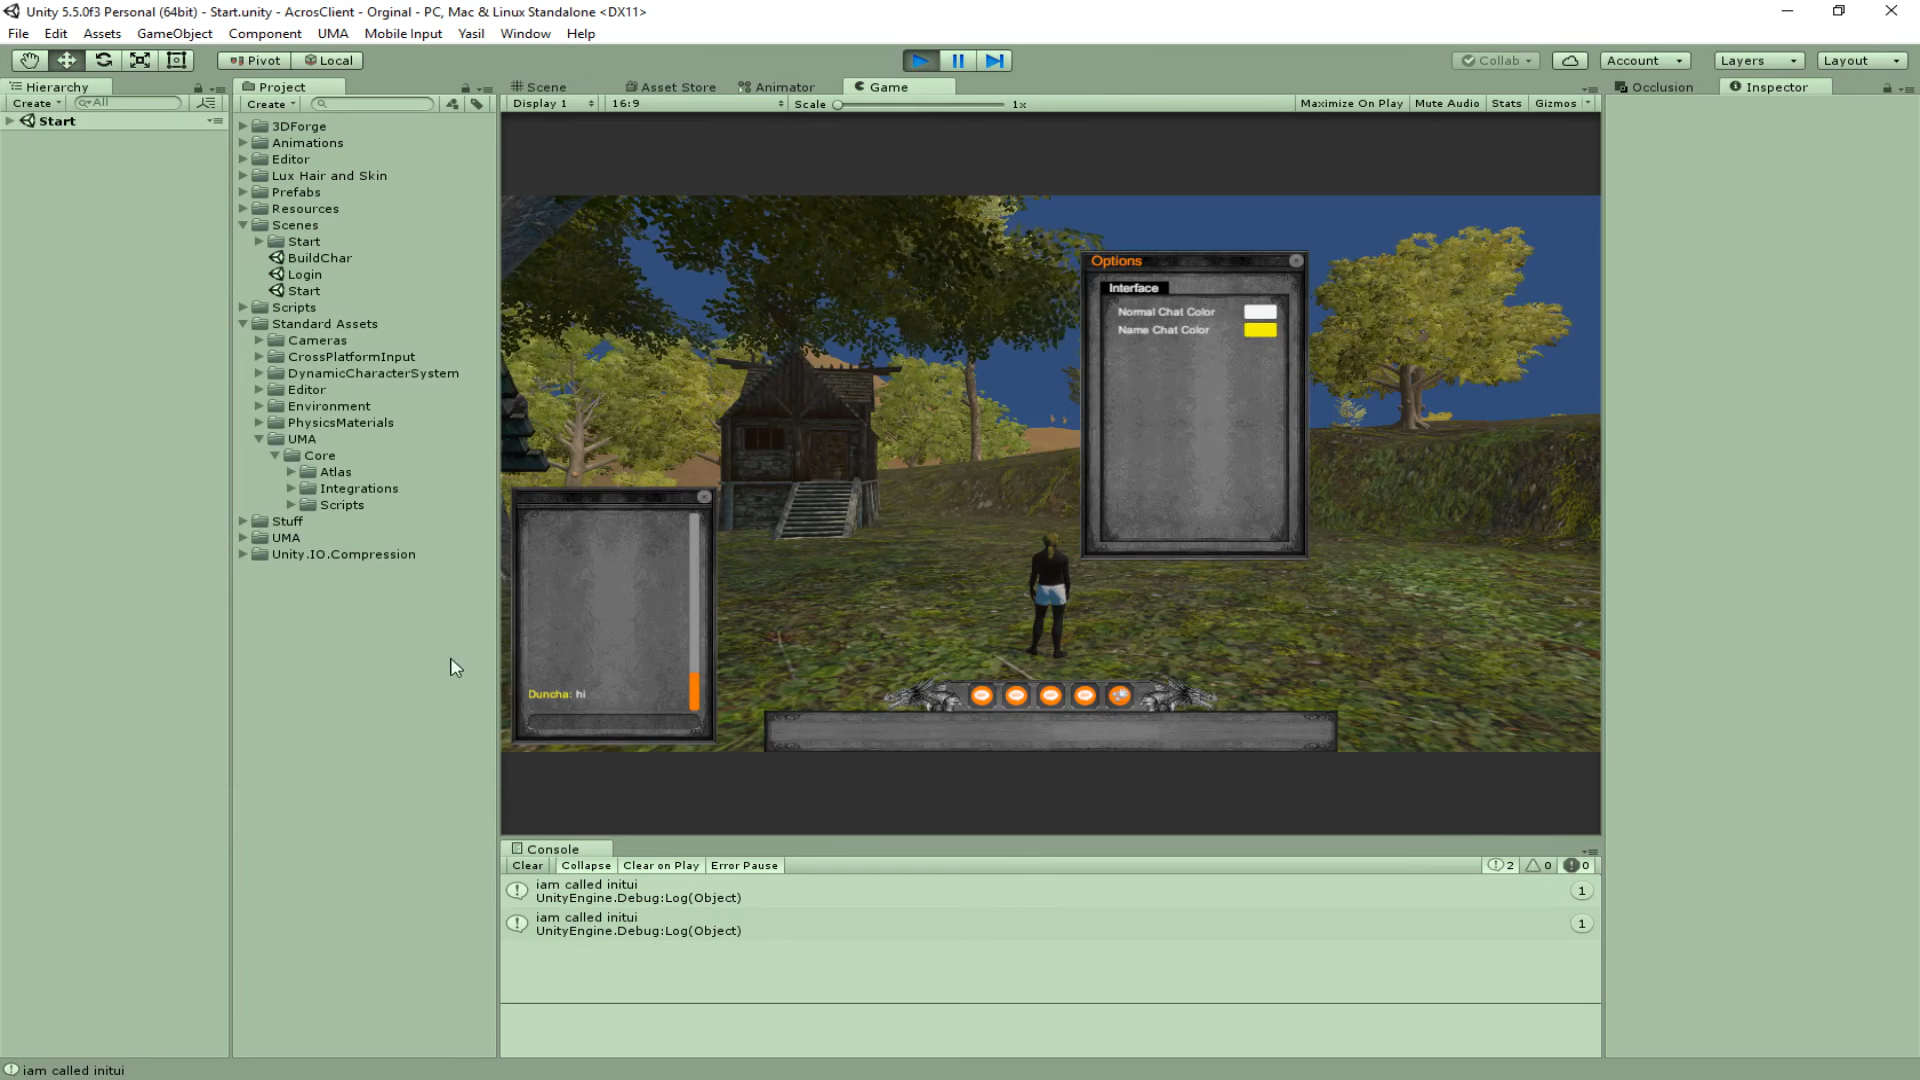 Unity 5.5.0f3 Personal (64bit) - Start.unity - AcrosClient - Orginal - PC, Mac & Linux Standalone <DX11>
File Edit Assets GameObject Component UMA Mobile Input Yasil Window Help
Pivot Local Collab Account Layers Layout
Hierarchy
Create All
Start
Project
Create
3DForge
Animations
Editor
Lux Hair and Skin
Prefabs
Resources
Scenes
Start
BuildChar
Login
Start
Scripts
Standard Assets
Cameras
CrossPlatformInput
DynamicCharacterSystem
Editor
Environment
PhysicsMaterials
UMA
Core
Atlas
Integrations
Scripts
Stuff
UMA
Unity.IO.Compression
Scene Asset Store Animator Game
Display 1 16:9 Scale 1x Maximize On Play Mute Audio Stats Gizmos
Options
Interface
Normal Chat Color
Name Chat Color
Duncha: hi
Console
Clear Collapse Clear on Play Error Pause 2 0 0
iam called initui
UnityEngine.Debug:Log(Object)
1
iam called initui
UnityEngine.Debug:Log(Object)
1
Occlusion Inspector
iam called initui